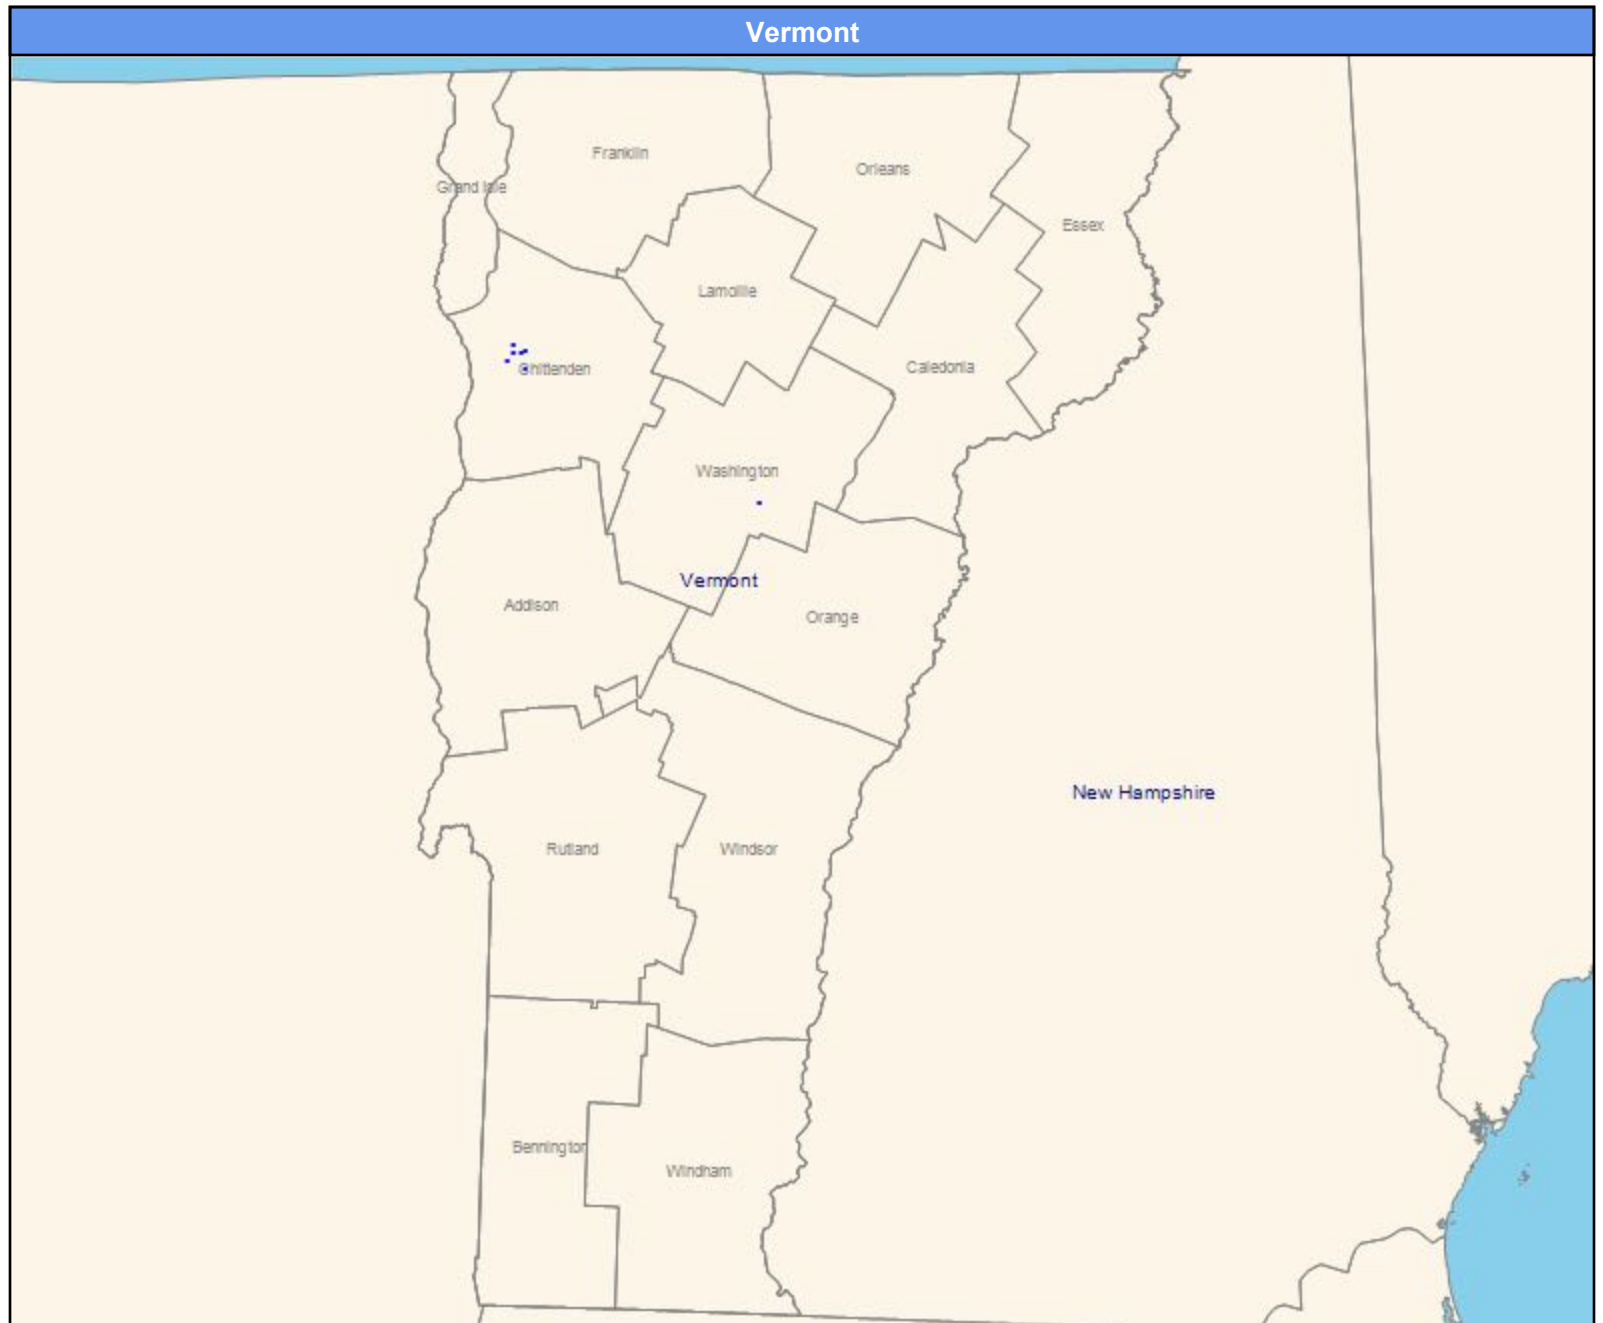 Vermont
Franklin
Orleans
Grand Isle
Essex
Lamoille
Chittenden
Caledonia
Washington
Vermont
Addison
Orange
New Hampshire
Rutland
Windsor
Bennington
Windham